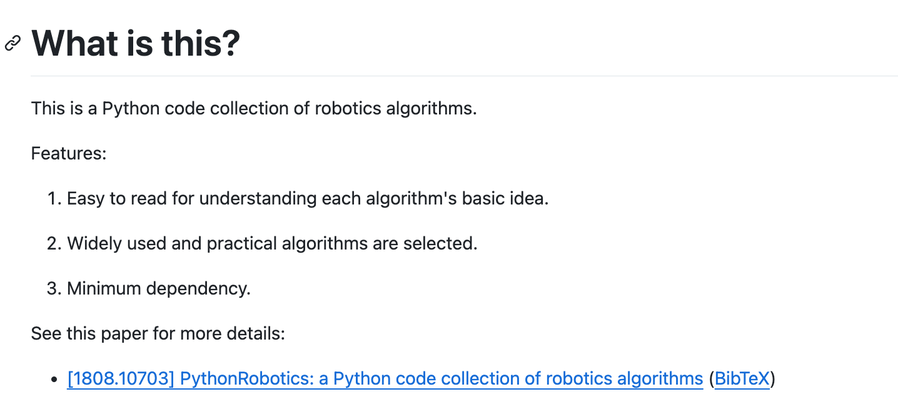 What is this?
This is a Python code collection of robotics algorithms.
Features:
1. Easy to read for understanding each algorithm's basic idea.
2. Widely used and practical algorithms are selected.
3. Minimum dependency.
See this paper for more details:
• [1808.10703] PythonRobotics: a Python code collection of robotics algorithms (BibTeX)